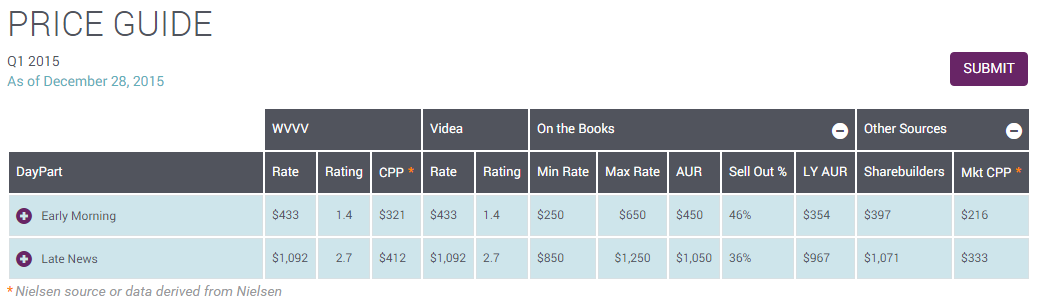 PRICE GUIDE
Q1 2015
As of December 28, 2015
SUBMIT
WVVV Videa On the Books Other Sources
DayPart Rate Rating CPP * Rate Rating Min Rate Max Rate AUR Sell Out % LY AUR Sharebuilders Mkt CPP *
Early Morning $433 1.4 $321 $433 1.4 $250 $650 $450 46% $354 $397 $216
Late News $1,092 2.7 $412 $1,092 2.7 $850 $1,250 $1,050 36% $967 $1,071 $333
* Nielsen source or data derived from Nielsen